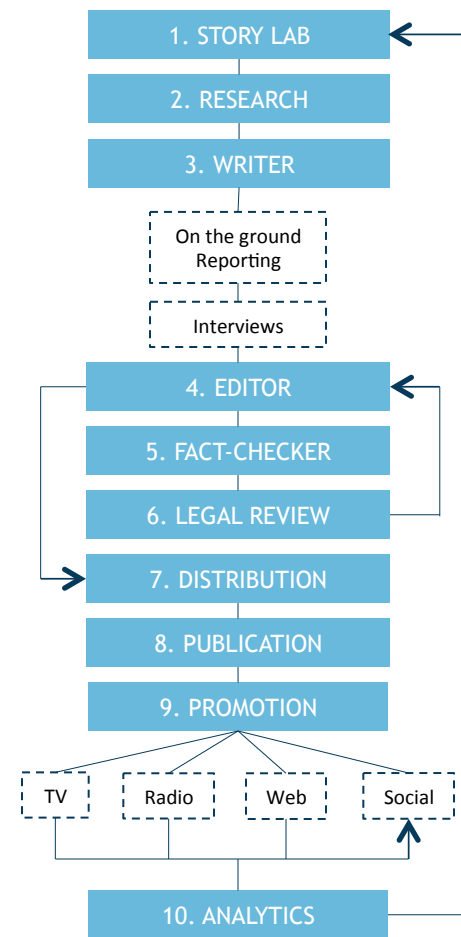 1. STORY LAB
2. RESEARCH
3. WRITER
On the ground
Reporting
Interviews
4. EDITOR
5. FACT-CHECKER
6. LEGAL REVIEW
7. DISTRIBUTION
8. PUBLICATION
9. PROMOTION
TV
Radio
Web
Social
10. ANALYTICS